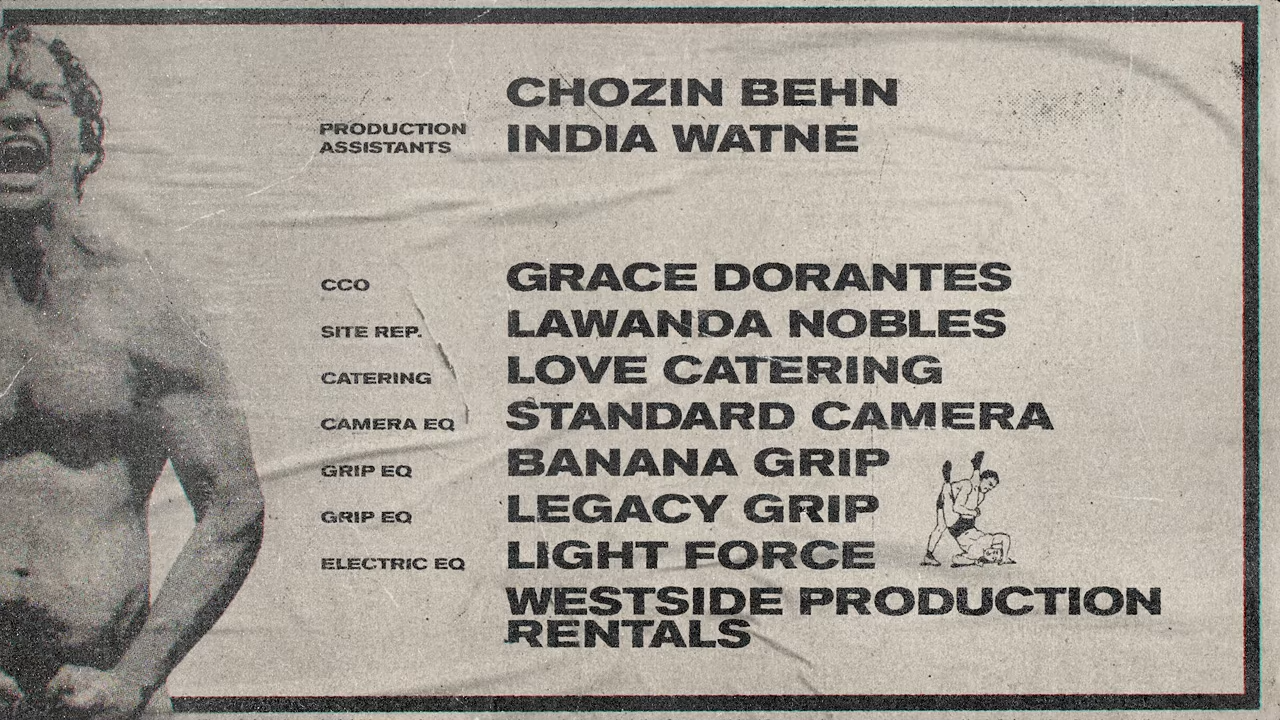 CHOZIN BEHN
PRODUCTION ASSISTANTS INDIA WATNE
CCO GRACE DORANTES
SITE REP. LAWANDA NOBLES
CATERING LOVE CATERING
CAMERA EQ STANDARD CAMERA
GRIP EQ BANANA GRIP
GRIP EQ LEGACY GRIP
ELECTRIC EQ LIGHT FORCE
WESTSIDE PRODUCTION
RENTALS